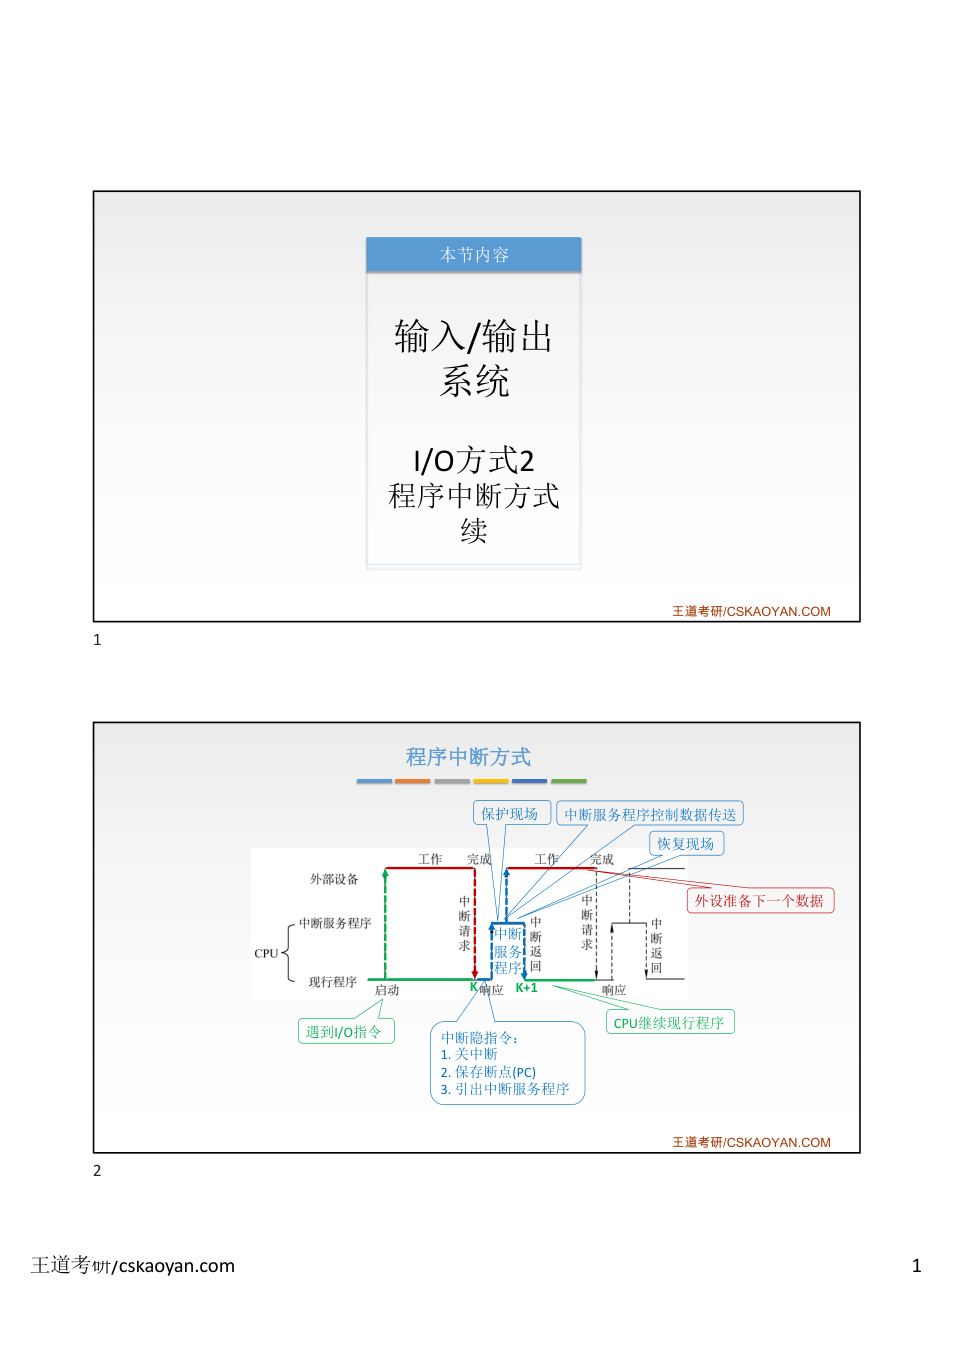 本节内容
输入/输出
系统
I/O方式2
程序中断方式
续
王道考研/CSKAOYAN.COM
1
程序中断方式
保护现场
中断服务程序控制数据传送
恢复现场
工作
完成
工作
完成
外部设备
外设准备下一个数据
中断请求
中断请求
中断服务程序
中断
服务
程序
中断返回
中断返回
CPU
现行程序
启动
K
响应
K+1
响应
遇到I/O指令
CPU继续现行程序
中断隐指令：
1. 关中断
2. 保存断点(PC)
3. 引出中断服务程序
王道考研/CSKAOYAN.COM
2
王道考研/cskaoyan.com
1